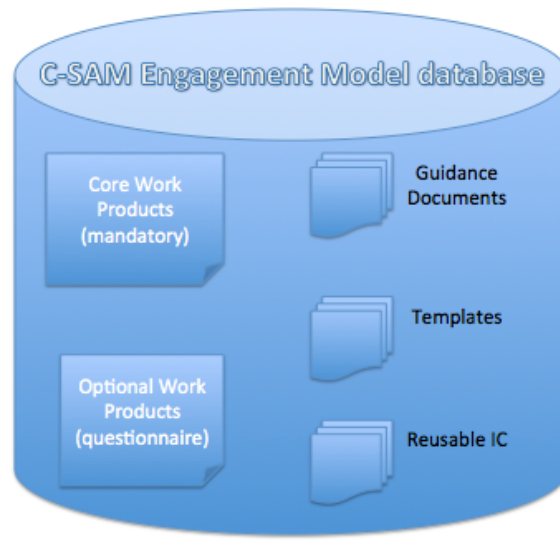 C-SAM Engagement Model database
Core Work
Products
(mandatory)
Guidance
Documents
Templates
Optional Work
Products
(questionnaire)
Reusable IC